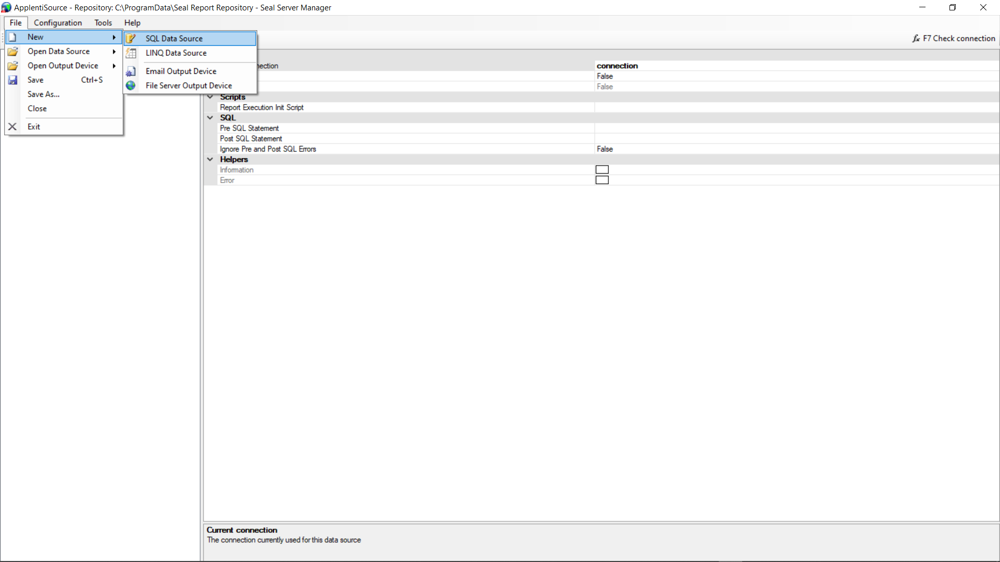 ApplentiSource - Repository: C:\ProgramData\Seal Report Repository - Seal Server Manager
File Configuration Tools Help
New
Open Data Source
Open Output Device
Save Ctrl+S
Save As...
Close
Exit
SQL Data Source
LINQ Data Source
Email Output Device
File Server Output Device
F7 Check connection
connection
False
False
Scripts
Report Execution Init Script
SQL
Pre SQL Statement
Post SQL Statement
Ignore Pre and Post SQL Errors False
Helpers
Information
Error
Current connection
The connection currently used for this data source